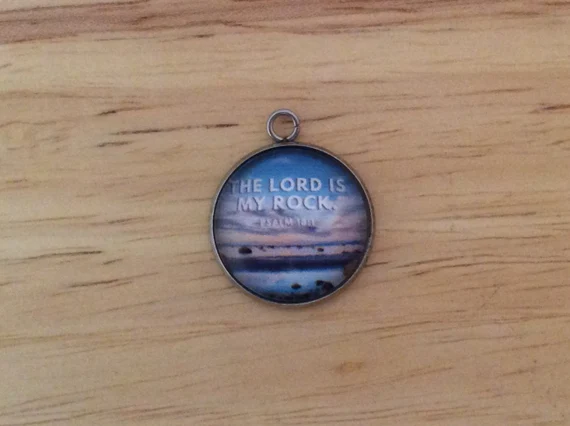 THE LORD IS
MY ROCK.
PSALM